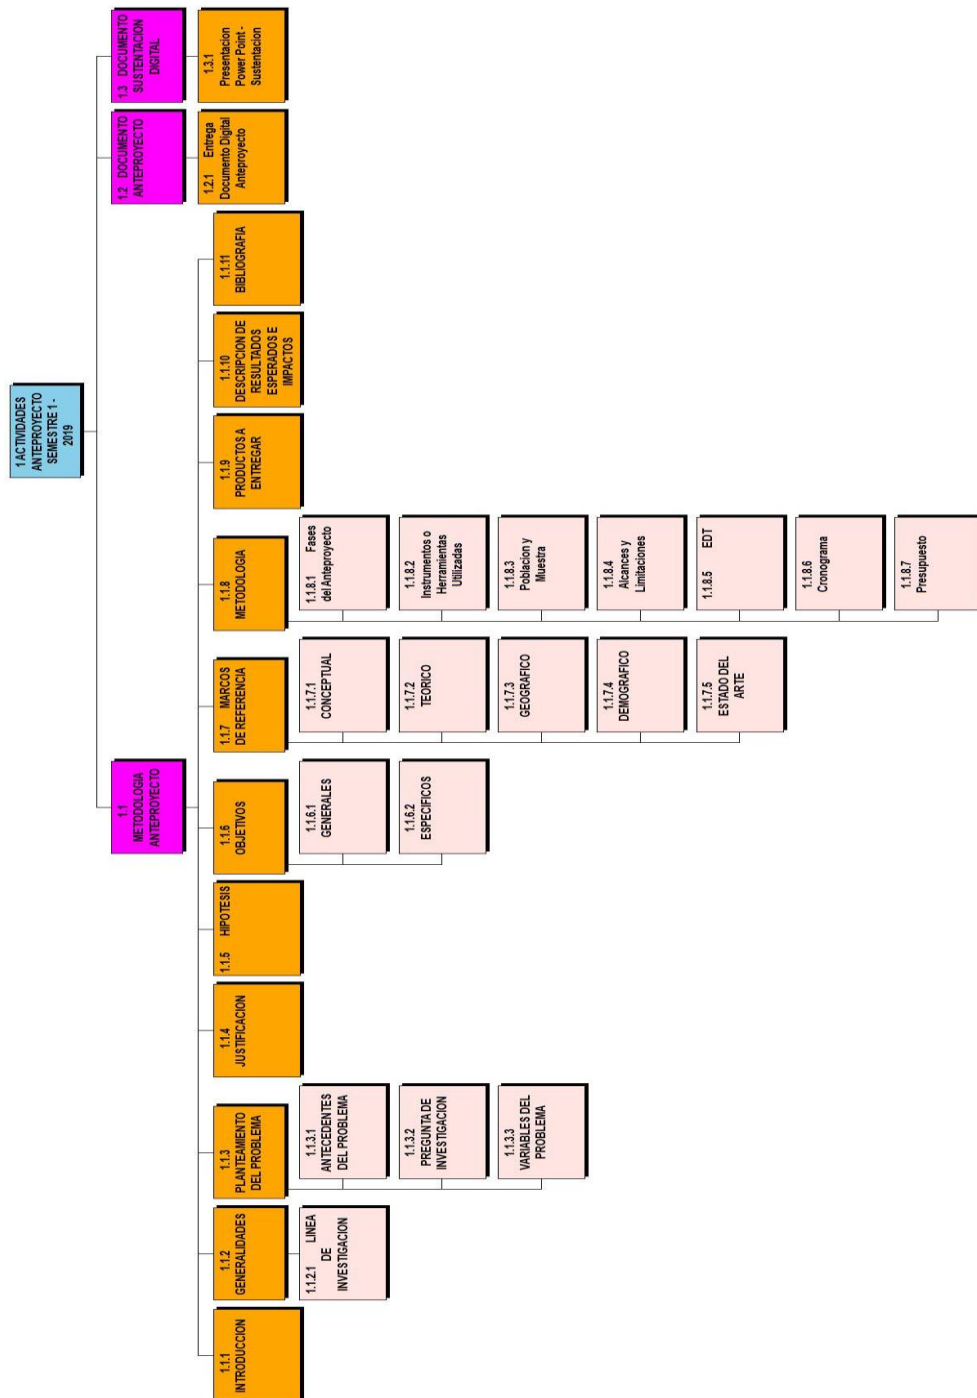 1 ACTIVIDADES
ANTEPROYECTO
SEMESTRE 1 -
2019
1.1
METODOLOGIA
ANTEPROYECTO
1.2 DOCUMENTO
ANTEPROYECTO
1.3 DOCUMENTO
SUSTENTACION
DIGITAL
1.1.1
INTRODUCCION
1.1.2
GENERALIDADES
1.1.3
PLANTEAMIENTO
DEL PROBLEMA
1.1.4
JUSTIFICACION
1.1.5 HIPOTESIS
1.1.6
OBJETIVOS
1.1.7 MARCOS
DE REFERENCIA
1.1.8
METODOLOGIA
1.1.9
PRODUCTOS A
ENTREGAR
1.1.10
DESCRIPCION DE
RESULTADOS
ESPERADOS E
IMPACTOS
1.1.11
BIBLIOGRAFIA
1.2.1 Entrega
Documento Digital
Anteproyecto
1.3.1
Presentacion
Power Point -
Sustentacion
1.1.2.1 LINEA
DE
INVESTIGACION
1.1.3.1
ANTECEDENTES
DEL PROBLEMA
1.1.3.2
PREGUNTA DE
INVESTIGACION
1.1.3.3
VARIABLES DEL
PROBLEMA
1.1.6.1
GENERALES
1.1.6.2
ESPECIFICOS
1.1.7.1
CONCEPTUAL
1.1.7.2
TEORICO
1.1.7.3
GEOGRAFICO
1.1.7.4
DEMOGRAFICO
1.1.7.5
ESTADO DEL
ARTE
1.1.8.1 Fases
del Anteproyecto
1.1.8.2
Instrumentos o
Herramientas
Utilizadas
1.1.8.3
Poblacion y
Muestra
1.1.8.4
Alcances y
Limitaciones
1.1.8.5 EDT
1.1.8.6
Cronograma
1.1.8.7
Presupuesto